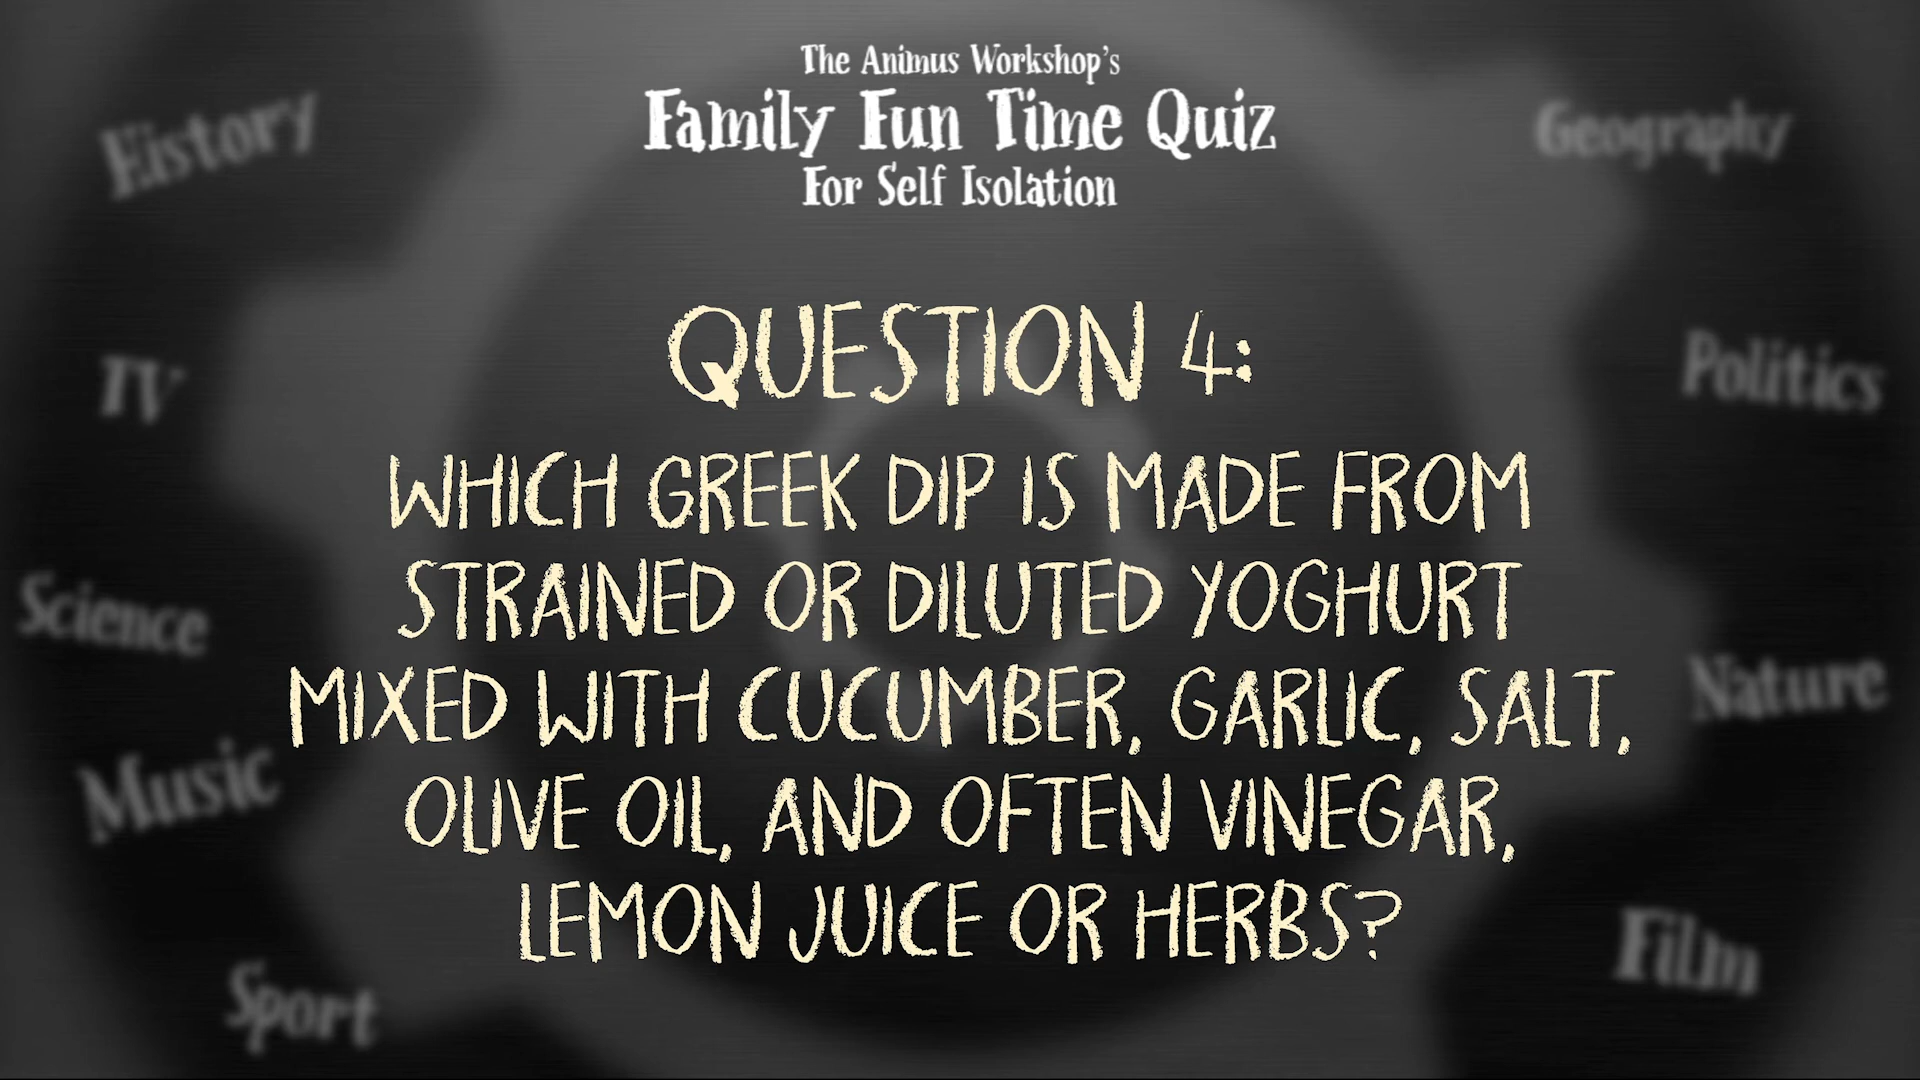 The Animus Workshop's
Family Fun Time Quiz
For Self Isolation
History
Geography
QUESTION 4:
TV
Politics
WHICH GREEK DIP IS MADE FROM
STRAINED OR DILUTED YOGHURT
Science
MIXED WITH CUCUMBER, GARLIC, SALT,
Nature
Music
OLIVE OIL, AND OFTEN VINEGAR,
LEMON JUICE OR HERBS?
Film
Sport